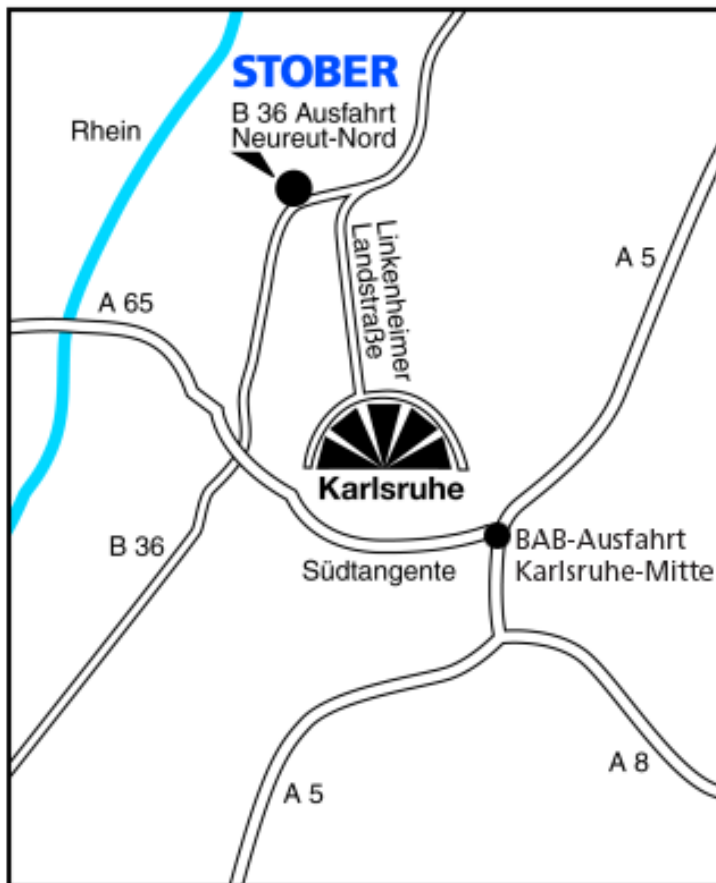 STOBER
B 36 Ausfahrt
Neureut-Nord
Rhein
Linkenheimer
Landstraße
A 5
A 65
Karlsruhe
B 36
Südtangente
BAB-Ausfahrt
Karlsruhe-Mitte
A 5
A 8